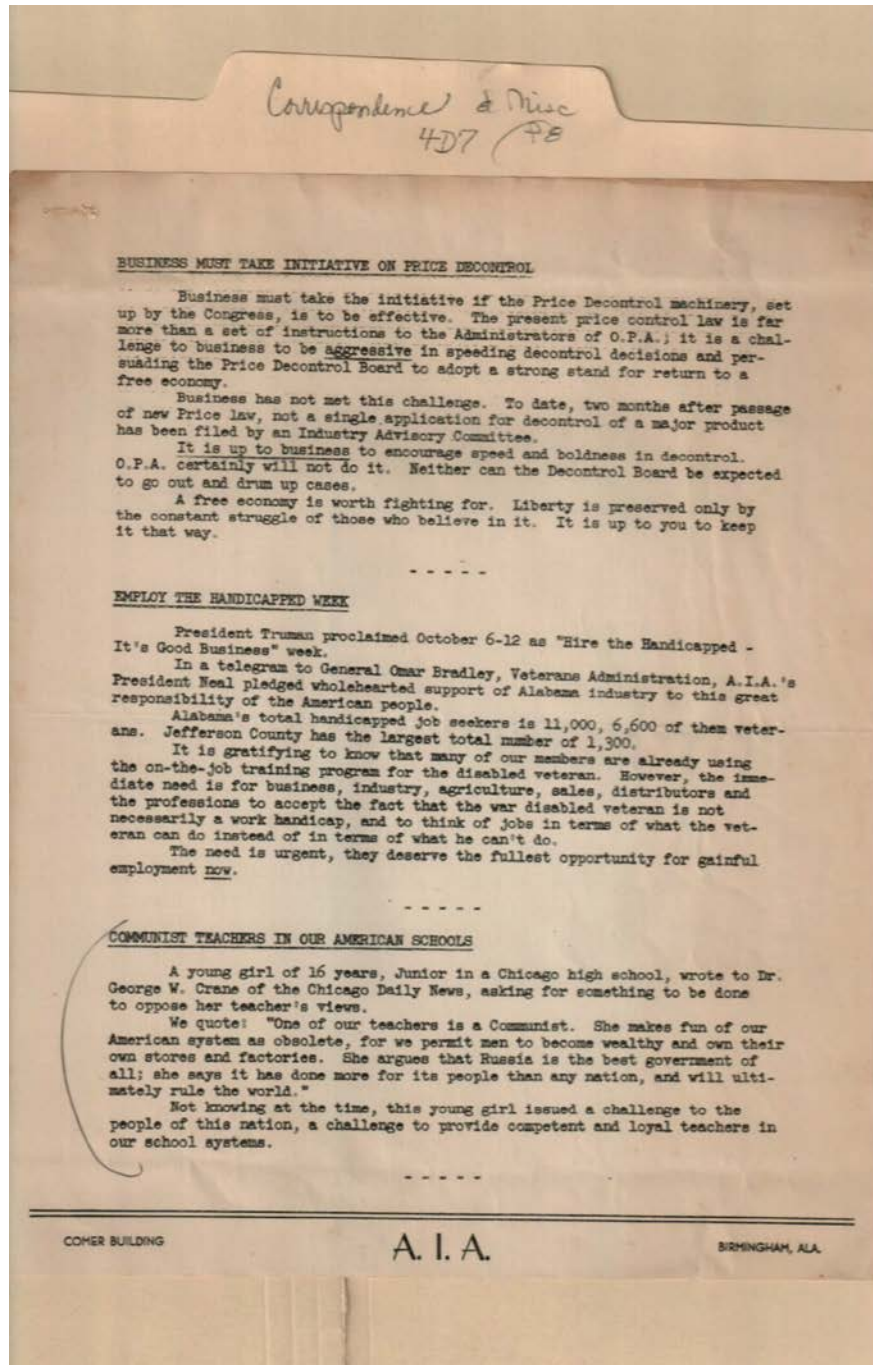 Correspondence & Misc
4D7
BUSINESS MUST TAKE INITIATIVE ON PRICE DECONTROL
Business must take the initiative if the Price Decontrol machinery, set
up by the Congress, is to be effective. The present price control law is far
more than a set of instructions to the Administrators of O.P.A.; it is a chal-
lenge to business to be aggressive in speeding decontrol decisions and per-
suading the Price Decontrol Board to adopt a strong stand for return to a
free economy.
Business has not met this challenge. To date, two months after passage
of new Price law, not a single application for decontrol of a major product
has been filed by an Industry Advisory Committee.
It is up to business to encourage speed and boldness in decontrol.
O.P.A. certainly will not do it. Neither can the Decontrol Board be expected
to go out and drum up cases.
A free economy is worth fighting for. Liberty is preserved only by
the constant struggle of those who believe in it. It is up to you to keep
it that way.
- - - - -
EMPLOY THE HANDICAPPED WEEK
President Truman proclaimed October 6-12 as "Hire the Handicapped -
It's Good Business" week.
In a telegram to General Omar Bradley, Veterans Administration, A.I.A.'s
President Neal pledged wholehearted support of Alabama industry to this great
responsibility of the American people.
Alabama's total handicapped job seekers is 11,000, 6,600 of them veter-
ans. Jefferson County has the largest total number of 1,300.
It is gratifying to know that many of our members are already using
the on-the-job training program for the disabled veteran. However, the imme-
diate need is for business, industry, agriculture, sales, distributors and
the professions to accept the fact that the war disabled veteran is not
necessarily a work handicap, and to think of jobs in terms of what the vet-
eran can do instead of in terms of what he can't do.
The need is urgent, they deserve the fullest opportunity for gainful
employment now.
- - - - -
COMMUNIST TEACHERS IN OUR AMERICAN SCHOOLS
A young girl of 16 years, Junior in a Chicago high school, wrote to Dr.
George W. Crane of the Chicago Daily News, asking for something to be done
to oppose her teacher's views.
We quote: "One of our teachers is a Communist. She makes fun of our
American system as obsolete, for we permit men to become wealthy and own their
own stores and factories. She argues that Russia is the best government of
all; she says it has done more for its people than any nation, and will ulti-
mately rule the world."
Not knowing at the time, this young girl issued a challenge to the
people of this nation, a challenge to provide competent and loyal teachers in
our school systems.
- - - - -
COMER BUILDING A. I. A. BIRMINGHAM, ALA.